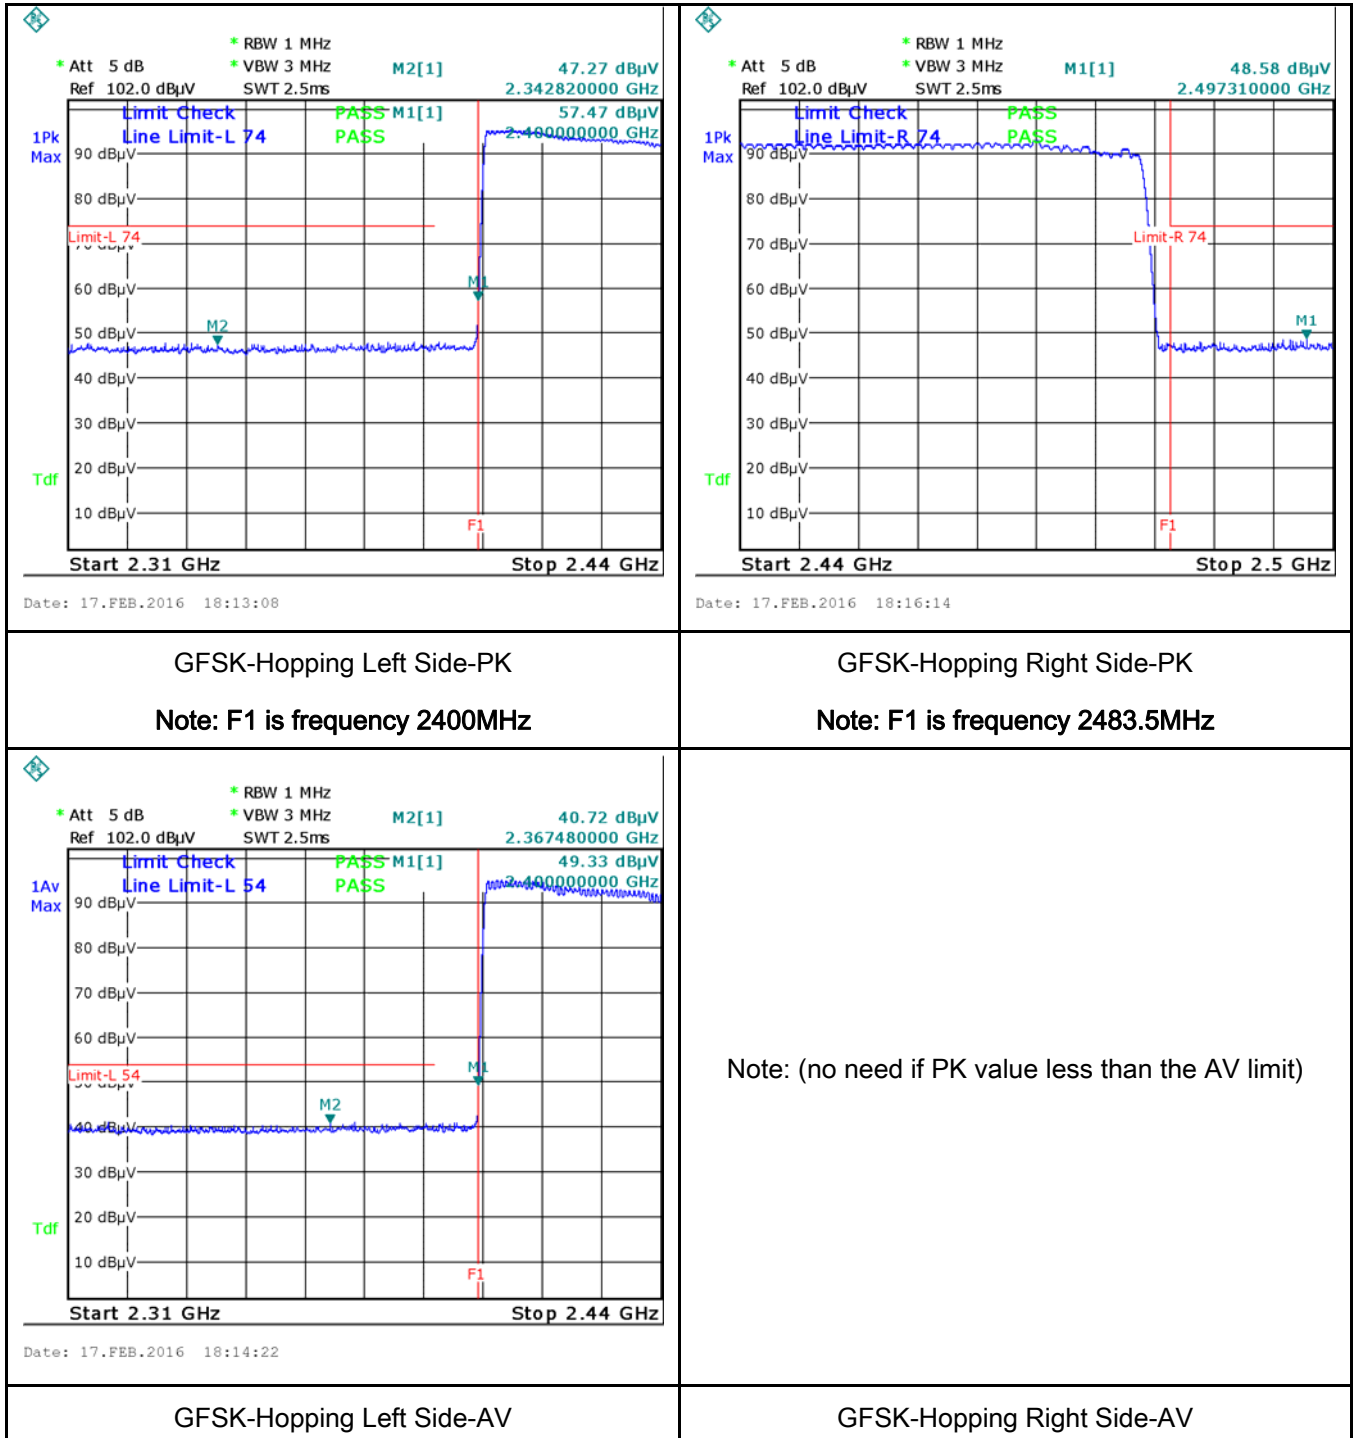 * RBW 1 MHz
* Att 5 dB * VBW 3 MHz M2[1] 47.27 dBµV
Ref 102.0 dBµV SWT 2.5ms 2.342820000 GHz
Limit Check PASS M1[1] 57.47 dBµV
1Pk Line Limit-L 74 PASS 2.400000000 GHz
Max
90 dBµV
80 dBµV
Limit-L 74
70 dBµV
M1
60 dBµV
M2
50 dBµV
40 dBµV
30 dBµV
20 dBµV
Tdf
10 dBµV
F1
Start 2.31 GHz Stop 2.44 GHz
Date: 17.FEB.2016 18:13:08
* RBW 1 MHz
* Att 5 dB * VBW 3 MHz M1[1] 48.58 dBµV
Ref 102.0 dBµV SWT 2.5ms 2.497310000 GHz
Limit Check PASS
1Pk Line Limit-R 74 PASS
Max
90 dBµV
80 dBµV
Limit-R 74
70 dBµV
60 dBµV
M1
50 dBµV
40 dBµV
30 dBµV
20 dBµV
Tdf
10 dBµV
F1
Start 2.44 GHz Stop 2.5 GHz
Date: 17.FEB.2016 18:16:14
GFSK-Hopping Left Side-PK
Note: F1 is frequency 2400MHz
GFSK-Hopping Right Side-PK
Note: F1 is frequency 2483.5MHz
* RBW 1 MHz
* Att 5 dB * VBW 3 MHz M2[1] 40.72 dBµV
Ref 102.0 dBµV SWT 2.5ms 2.367480000 GHz
Limit Check PASS M1[1] 49.33 dBµV
1Av Line Limit-L 54 PASS 2.400000000 GHz
Max
90 dBµV
80 dBµV
70 dBµV
60 dBµV
M1
Limit-L 54
50 dBµV
M2
40 dBµV
30 dBµV
20 dBµV
Tdf
10 dBµV
F1
Start 2.31 GHz Stop 2.44 GHz
Date: 17.FEB.2016 18:14:22
Note: (no need if PK value less than the AV limit)
GFSK-Hopping Left Side-AV
GFSK-Hopping Right Side-AV